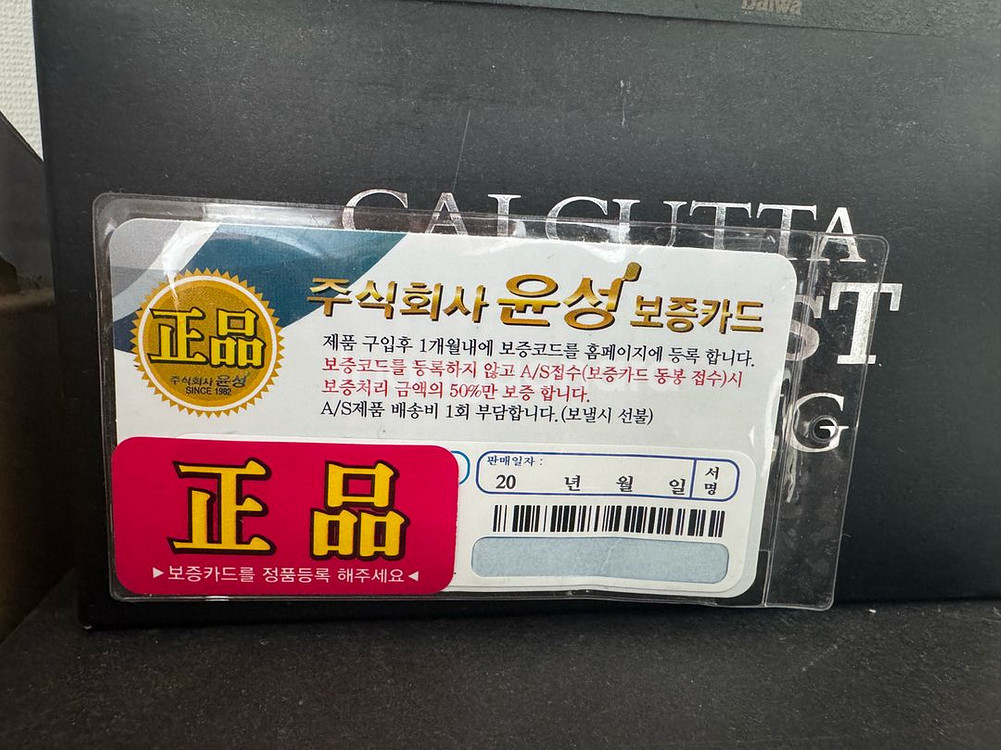 Daiwa
CALCUTTA
ST
G
正品
주식회사 윤성
SINCE 1982
주식회사 윤성 보증카드
제품 구입후 1개월내에 보증코드를 홈페이지에 등록 합니다.
보증코드를 등록하지 않고 A/S접수(보증카드 동봉 접수)시
보증처리 금액의 50%만 보증 합니다.
A/S제품 배송비 1회 부담합니다.(보낼시 선불)
正品
▶보증카드를 정품등록 해주세요◀
판매일자 :
20 년 월 일
서명